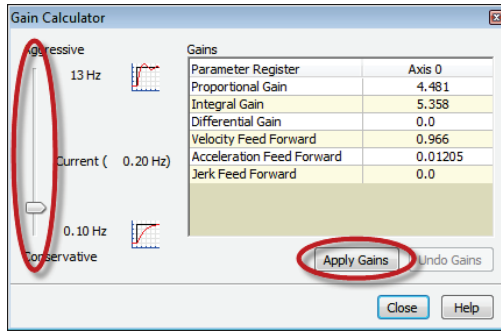 Gain Calculator
Aggressive
13 Hz
Current ( 0.20 Hz)
0.10 Hz
Conservative
Gains
Parameter Register Axis 0
Proportional Gain 4.481
Integral Gain 5.358
Differential Gain 0.0
Velocity Feed Forward 0.966
Acceleration Feed Forward 0.01205
Jerk Feed Forward 0.0
Apply Gains Undo Gains
Close Help